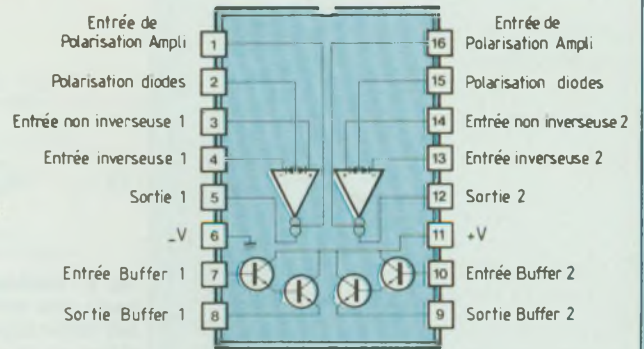 Entrée de
Polarisation Ampli
1
Polarisation diodes
2
Entrée non inverseuse 1
3
Entrée inverseuse 1
4
Sortie 1
5
_V
6
Entrée Buffer 1
7
Sortie Buffer 1
8
Entrée de
16
Polarisation Ampli
15
Polarisation diodes
14
Entrée non inverseuse 2
13
Entrée inverseuse 2
12
Sortie 2
11
+V
10
Entrée Buffer 2
9
Sortie Buffer 2